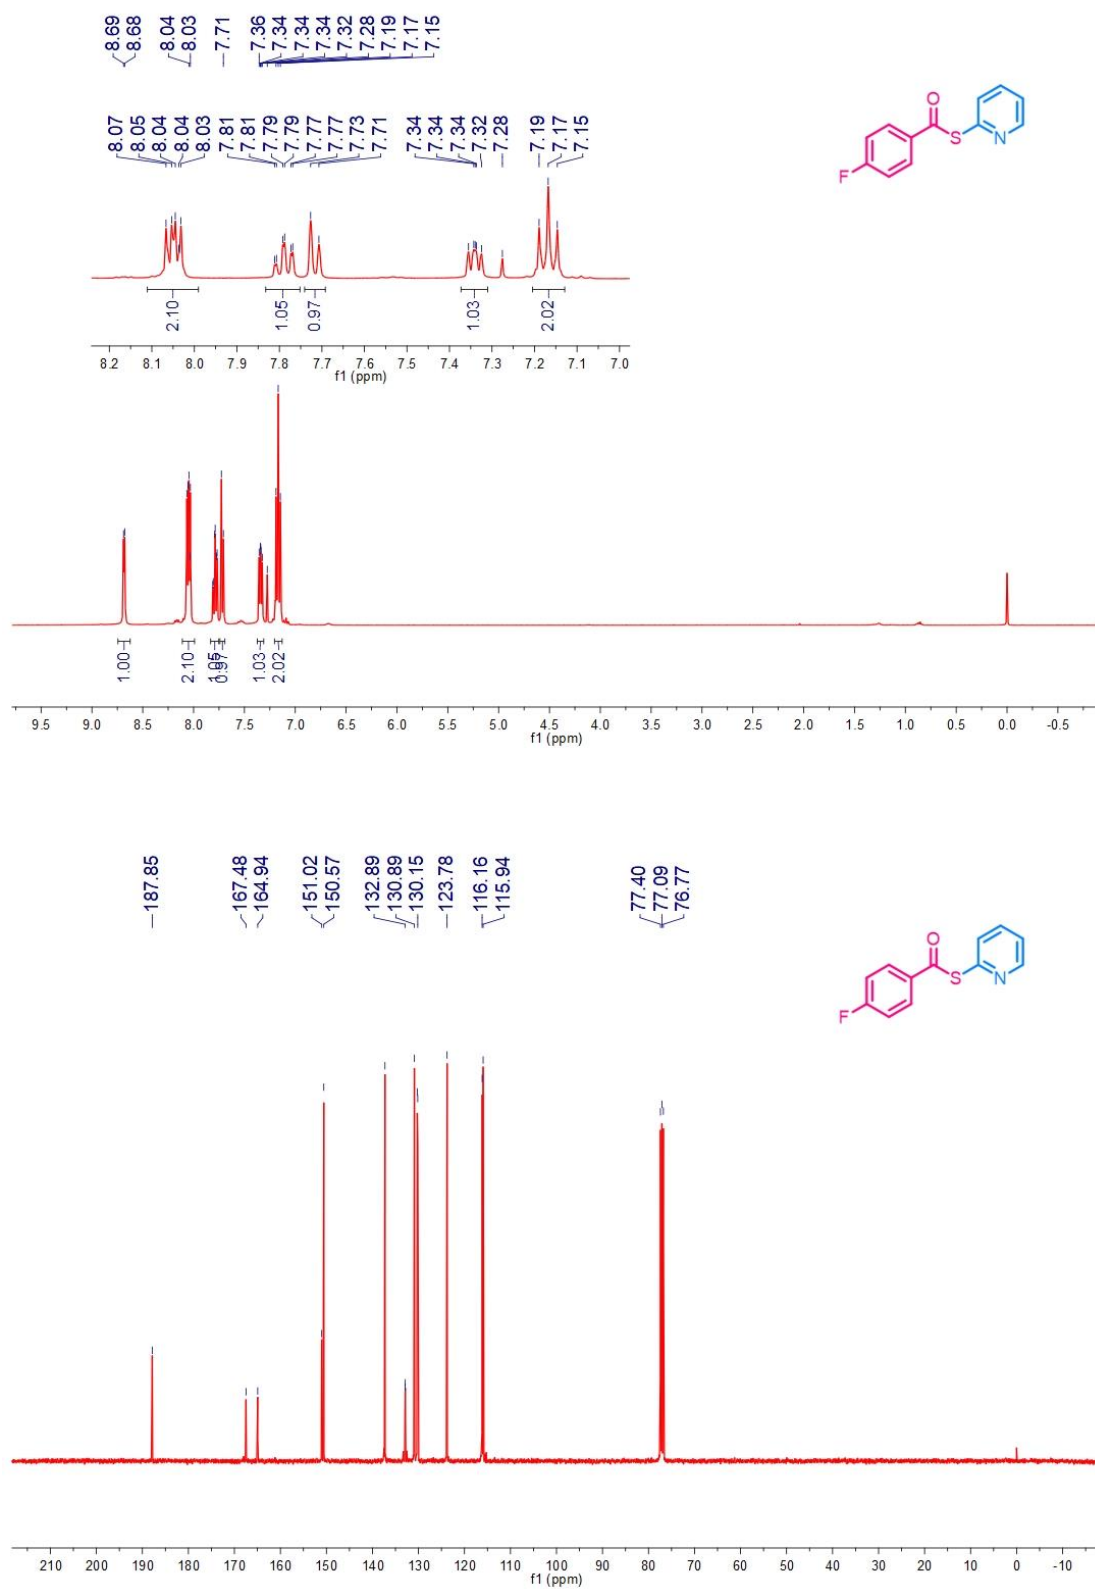 8.69 8.68 8.04 8.03 7.71 7.36 7.34 7.34 7.34 7.32 7.28 7.19 7.17 7.15
O
S
N
F
8.07 8.05 8.04 8.04 8.03 7.81 7.81 7.79 7.79 7.77 7.77 7.73 7.71 7.34 7.34 7.34 7.32 7.28 7.19 7.17 7.15
2.10 1.05 0.97 1.03 2.02
8.2 8.1 8.0 7.9 7.8 7.7 7.6 7.5 7.4 7.3 7.2 7.1 7.0
f1 (ppm)
1.00 2.10 1.05 0.97 1.03 2.02
9.5 9.0 8.5 8.0 7.5 7.0 6.5 6.0 5.5 5.0 4.5 4.0 3.5 3.0 2.5 2.0 1.5 1.0 0.5 0.0 -0.5
f1 (ppm)
187.85 167.48 164.94 151.02 150.57 132.89 130.89 130.15 123.78 116.16 115.94 77.40 77.09 76.77
O
S
N
F
210 200 190 180 170 160 150 140 130 120 110 100 90 80 70 60 50 40 30 20 10 0 -10
f1 (ppm)